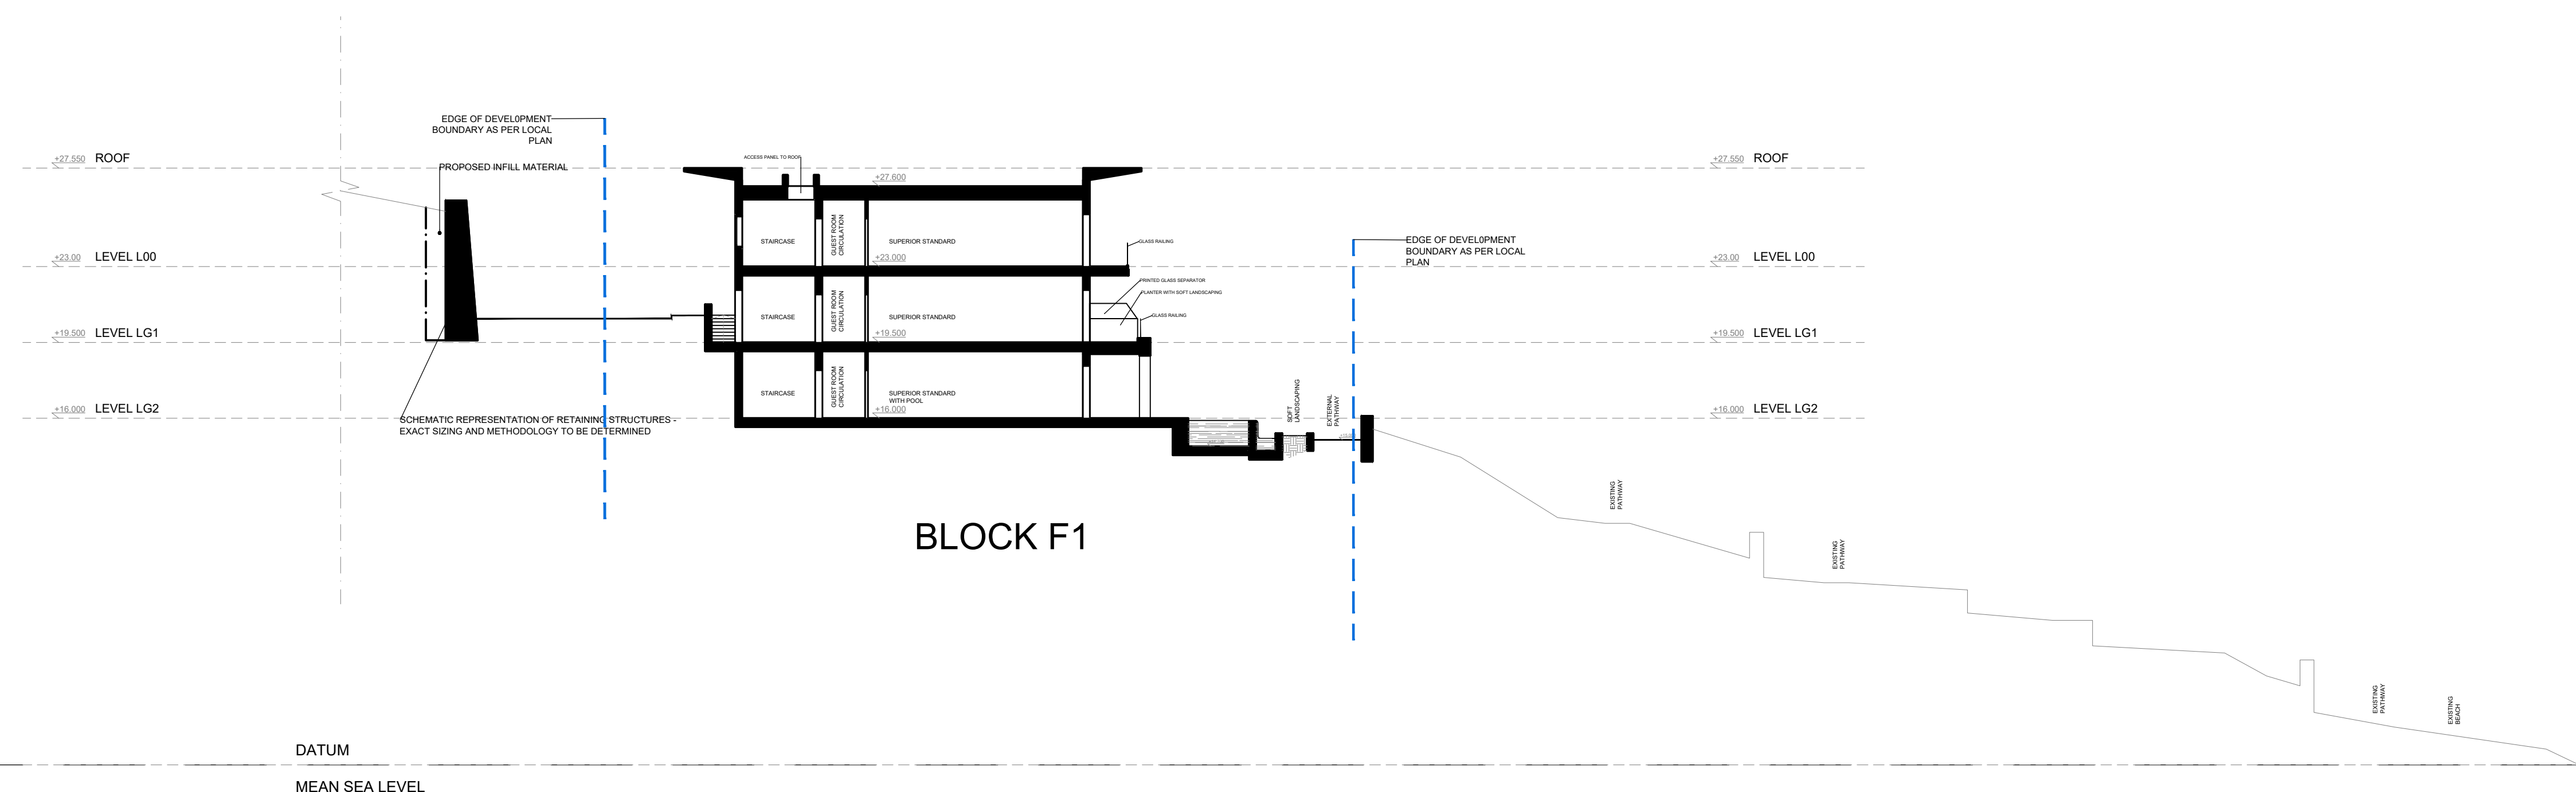 EDGE OF DEVEL0PMENT
BOUNDARY AS PER LOCAL
PLAN
+27.550 ROOF
PROPOSED INFILL MATERIAL
ACCESS PANEL TO ROOF
+27.600
+27.550 ROOF
STAIRCASE
GUEST ROOM
CIRCULATION
SUPERIOR STANDARD
GLASS RAILING
EDGE OF DEVEL0PMENT
BOUNDARY AS PER LOCAL
PLAN
+23.00 LEVEL L00
+23.000
+23.00 LEVEL L00
PRINTED GLASS SEPARATOR
PLANTER WITH SOFT LANDSCAPING
STAIRCASE
GUEST ROOM
CIRCULATION
SUPERIOR STANDARD
GLASS RAILING
+19.500 LEVEL LG1
+19.500
+19.500 LEVEL LG1
STAIRCASE
GUEST ROOM
CIRCULATION
SUPERIOR STANDARD
WITH POOL
SOFT
LANDSCAPING
EXTERNAL
PATHWAY
+16.000 LEVEL LG2
+16.000
+16.000 LEVEL LG2
SCHEMATIC REPRESENTATION OF RETAINING STRUCTURES -
EXACT SIZING AND METHODOLOGY TO BE DETERMINED
BLOCK F1
EXISTING
PATHWAY
EXISTING
PATHWAY
EXISTING
PATHWAY
EXISTING
BEACH
DATUM
MEAN SEA LEVEL